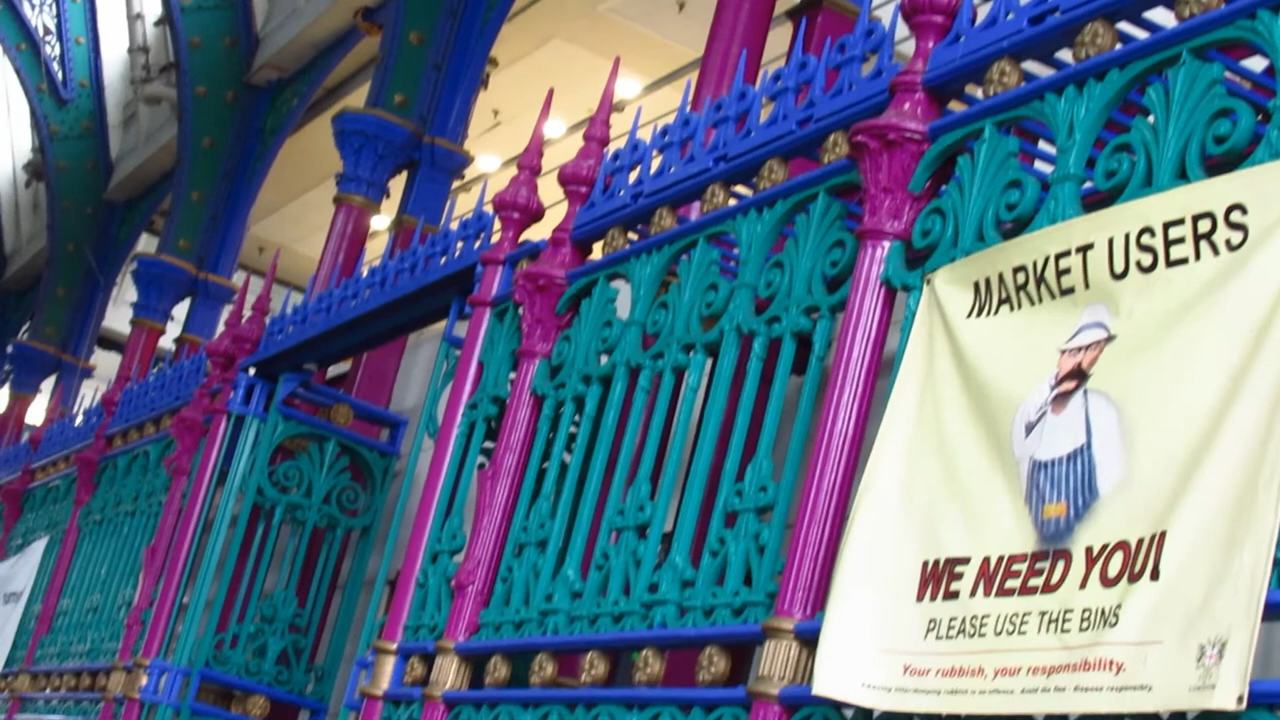 MARKET USERS
WE NEED YOU!
PLEASE USE THE BINS
Your rubbish, your responsibility.